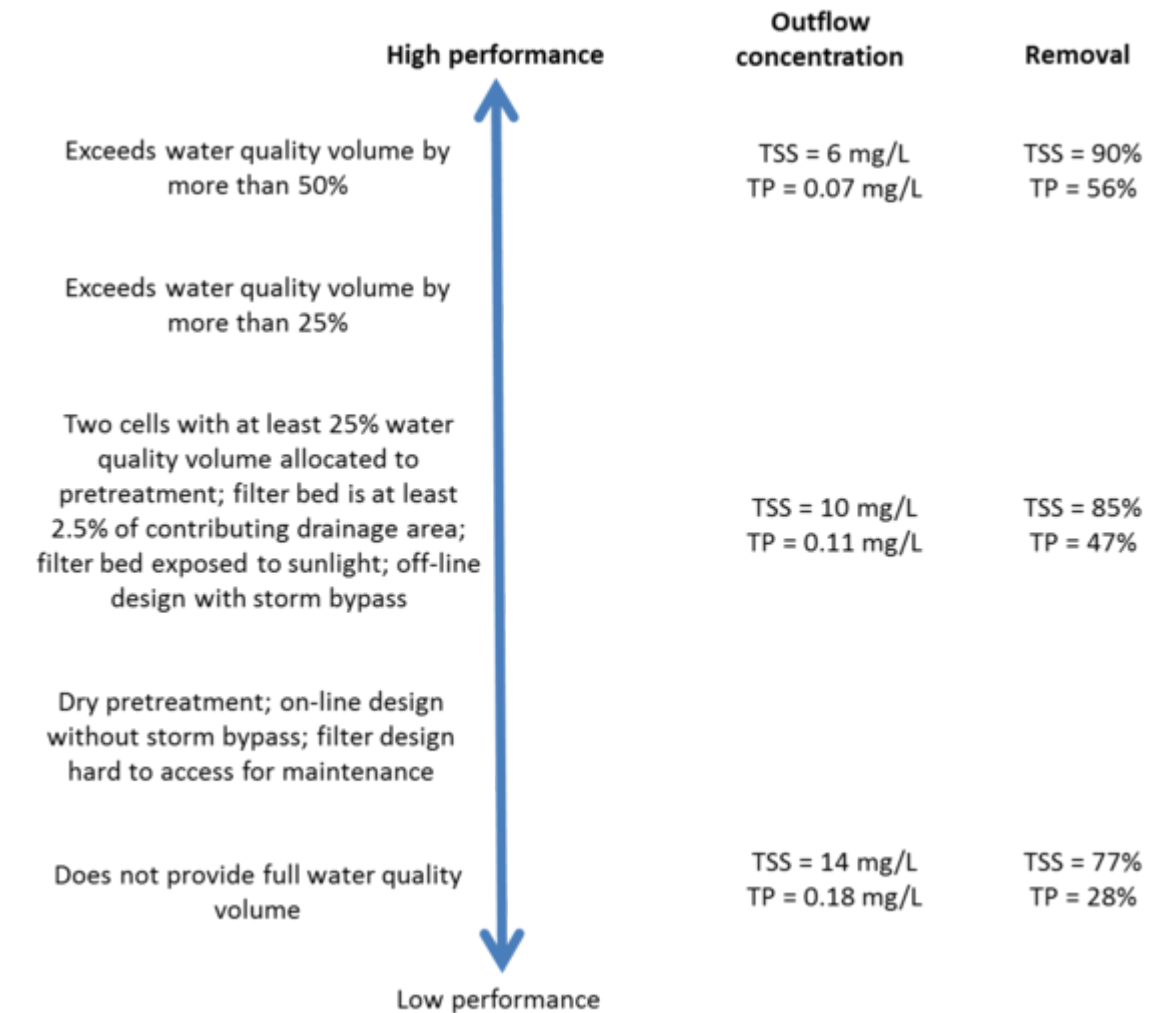 High performance
Outflow
concentration
Removal
Exceeds water quality volume by
more than 50%
TSS = 6 mg/L
TP = 0.07 mg/L
TSS = 90%
TP = 56%
Exceeds water quality volume by
more than 25%
Two cells with at least 25% water
quality volume allocated to
pretreatment; filter bed is at least
2.5% of contributing drainage area;
filter bed exposed to sunlight; off-line
design with storm bypass
TSS = 10 mg/L
TP = 0.11 mg/L
TSS = 85%
TP = 47%
Dry pretreatment; on-line design
without storm bypass; filter design
hard to access for maintenance
Does not provide full water quality
volume
TSS = 14 mg/L
TP = 0.18 mg/L
TSS = 77%
TP = 28%
Low performance